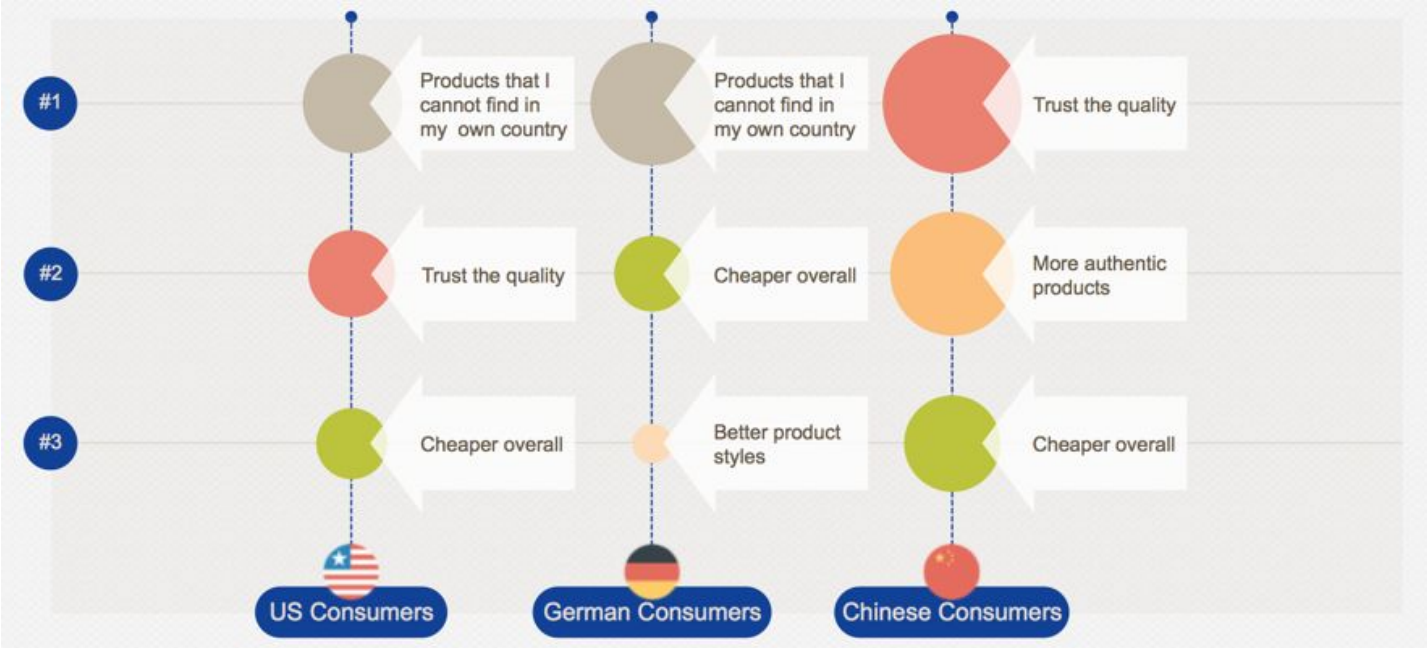 #1
Products that I
cannot find in
my own country
Products that I
cannot find in
my own country
Trust the quality
#2
Trust the quality
Cheaper overall
More authentic
products
#3
Cheaper overall
Better product
styles
Cheaper overall
US Consumers
German Consumers
Chinese Consumers